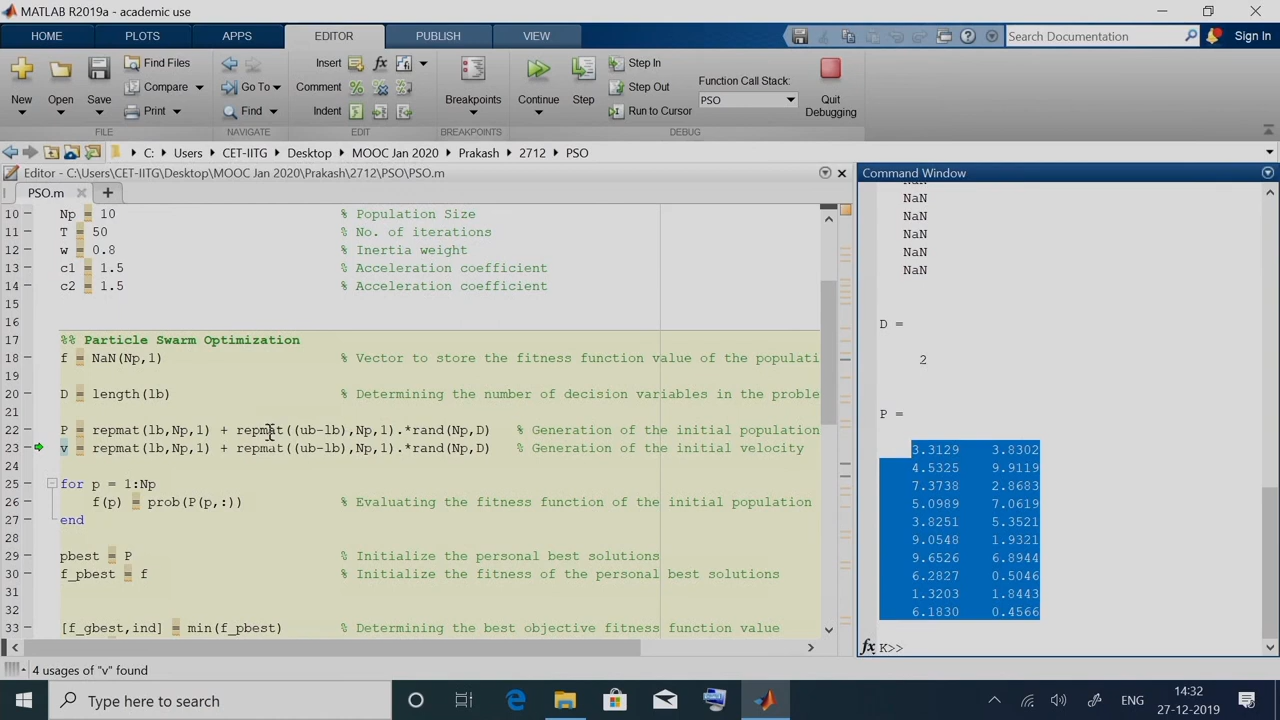 MATLAB R2019a - academic use
HOME PLOTS APPS EDITOR PUBLISH VIEW Search Documentation Sign In
New Open Save Find Files Compare Print
Go To Find
Insert Comment Indent
Breakpoints Continue Step Step In Step Out Run to Cursor
Function Call Stack: PSO
Quit Debugging
FILE NAVIGATE EDIT BREAKPOINTS DEBUG
C: Users CET-IITG Desktop MOOC Jan 2020 Prakash 2712 PSO
Editor - C:\Users\CET-IITG\Desktop\MOOC Jan 2020\Prakash\2712\PSO\PSO.m
PSO.m
10 Np = 10 % Population Size
11 T = 50 % No. of iterations
12 w = 0.8 % Inertia weight
13 c1 = 1.5 % Acceleration coefficient
14 c2 = 1.5 % Acceleration coefficient
15
16
17 %% Particle Swarm Optimization
18 f = NaN(Np,1) % Vector to store the fitness function value of the populati
19
20 D = length(lb) % Determining the number of decision variables in the proble
21
22 P = repmat(lb,Np,1) + repmat((ub-lb),Np,1).*rand(Np,D) % Generation of the initial population
23 v = repmat(lb,Np,1) + repmat((ub-lb),Np,1).*rand(Np,D) % Generation of the initial velocity
24
25 for p = 1:Np
26 f(p) = prob(P(p,:)) % Evaluating the fitness function of the initial population
27 end
28
29 pbest = P % Initialize the personal best solutions
30 f_pbest = f % Initialize the fitness of the personal best solutions
31
32
33 [f_gbest,ind] = min(f_pbest) % Determining the best objective fitness function value
4 usages of "v" found
Command Window
NaN
NaN
NaN
NaN
NaN
NaN
D =
2
P =
3.3129 3.8302
4.5325 9.9119
7.3738 2.8683
5.0989 7.0619
3.8251 5.3521
9.0548 1.9321
9.6526 6.8944
6.2827 0.5046
1.3203 1.8443
6.1830 0.4566
fx K>>
Type here to search
ENG
14:32
27-12-2019